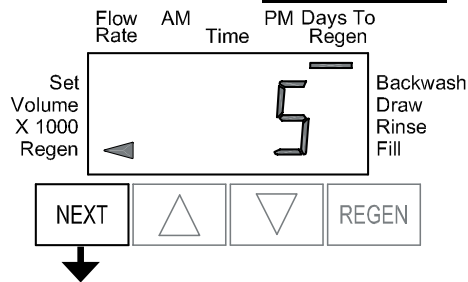 Flow AM PM Days To
Rate Time Regen
Set Backwash
Volume 5 Draw
X 1000 Rinse
Regen Fill
NEXT REGEN